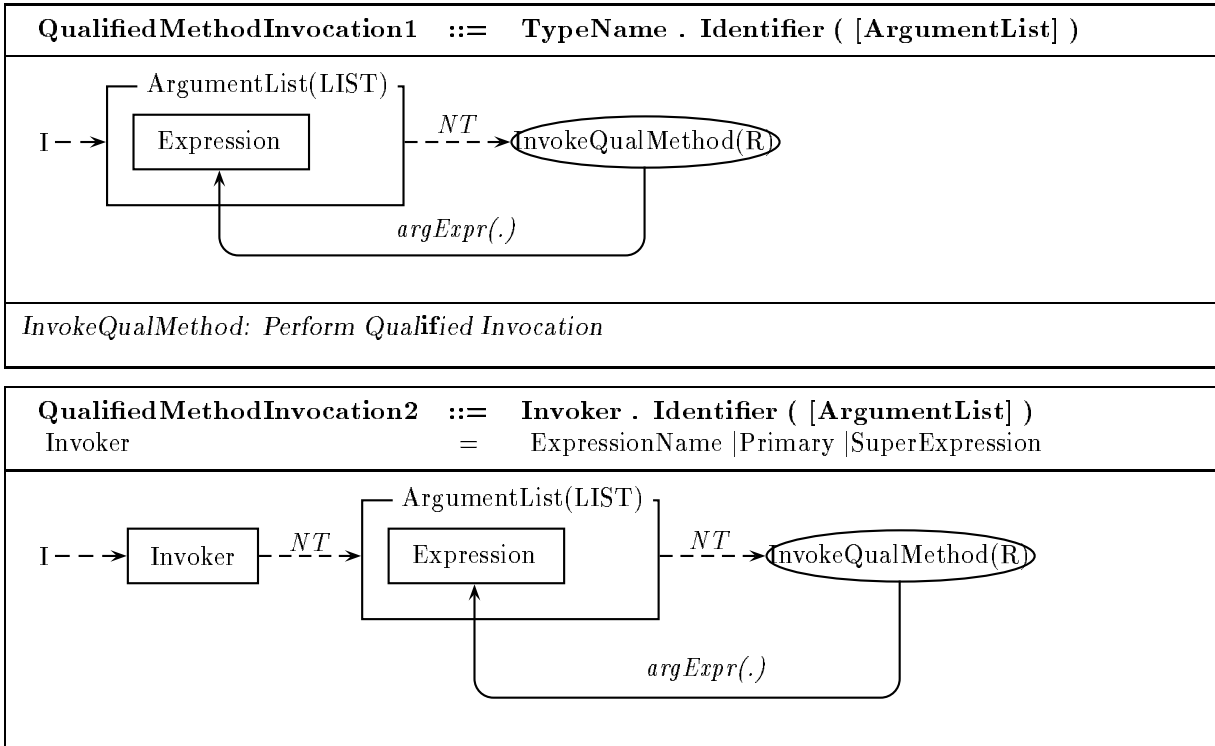 QualifiedMethodInvocation1 ::= TypeName . Identifier ( [ArgumentList] )
ArgumentList(LIST)
I
Expression
NT
InvokeQualMethod(R)
argExpr(.)
InvokeQualMethod: Perform Qualified Invocation
QualifiedMethodInvocation2 ::= Invoker . Identifier ( [ArgumentList] )
Invoker = ExpressionName |Primary |SuperExpression
ArgumentList(LIST)
I
Invoker
NT
Expression
NT
InvokeQualMethod(R)
argExpr(.)